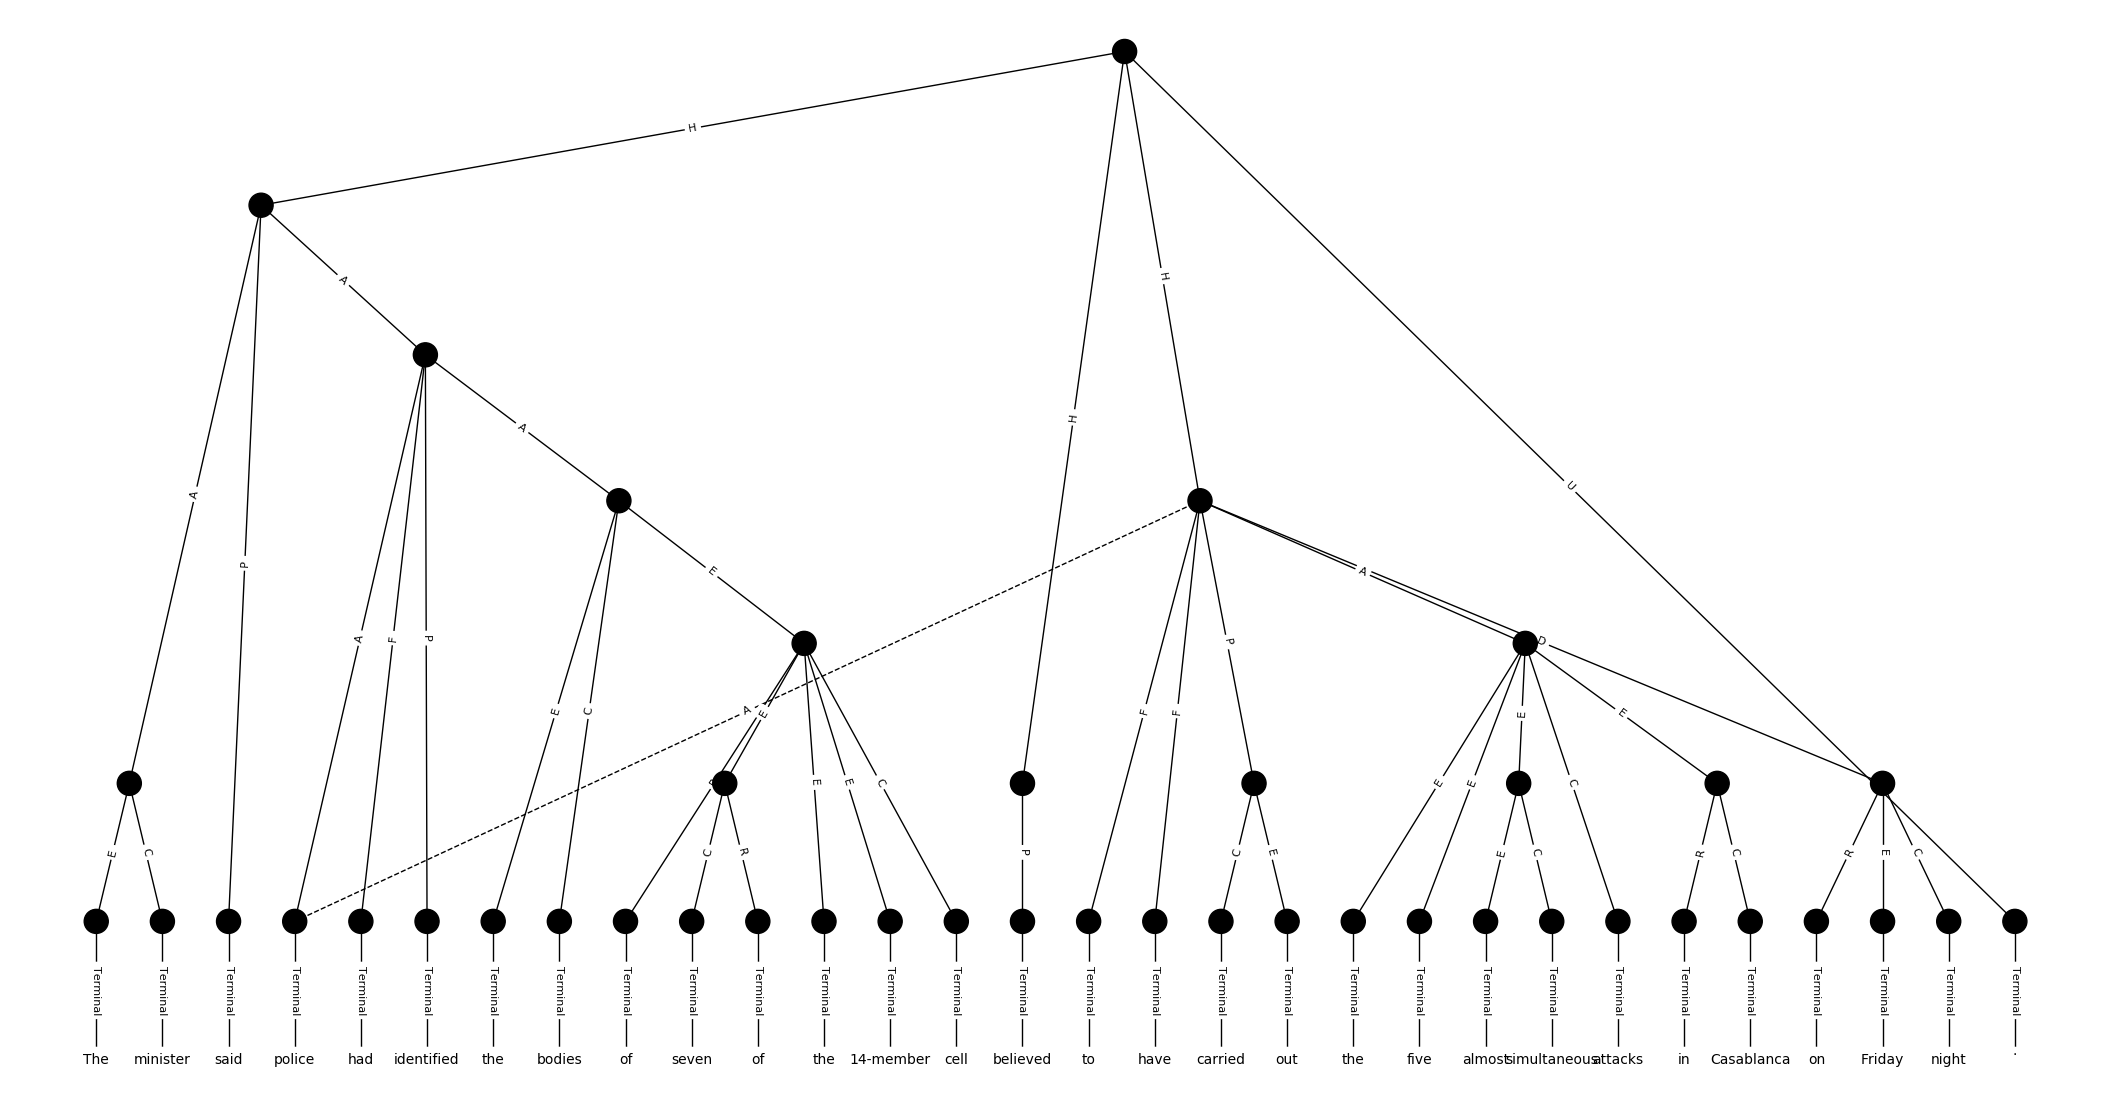 H
A
H
A
H
U
A
P
E
A
D
A
F
P
P
E
C
F
F
A
E
E
E
E
E
C
E
E
E
C
E
C
C
R
P
C
E
E
C
R
C
R
E
C
Terminal Terminal Terminal Terminal Terminal Terminal Terminal Terminal Terminal Terminal Terminal Terminal Terminal Terminal Terminal Terminal Terminal Terminal Terminal Terminal Terminal Terminal Terminal Terminal Terminal Terminal Terminal Terminal Terminal Terminal
The minister said police had identified the bodies of seven of the 14-member cell believed to have carried out the five almost simultaneous attacks in Casablanca on Friday night .